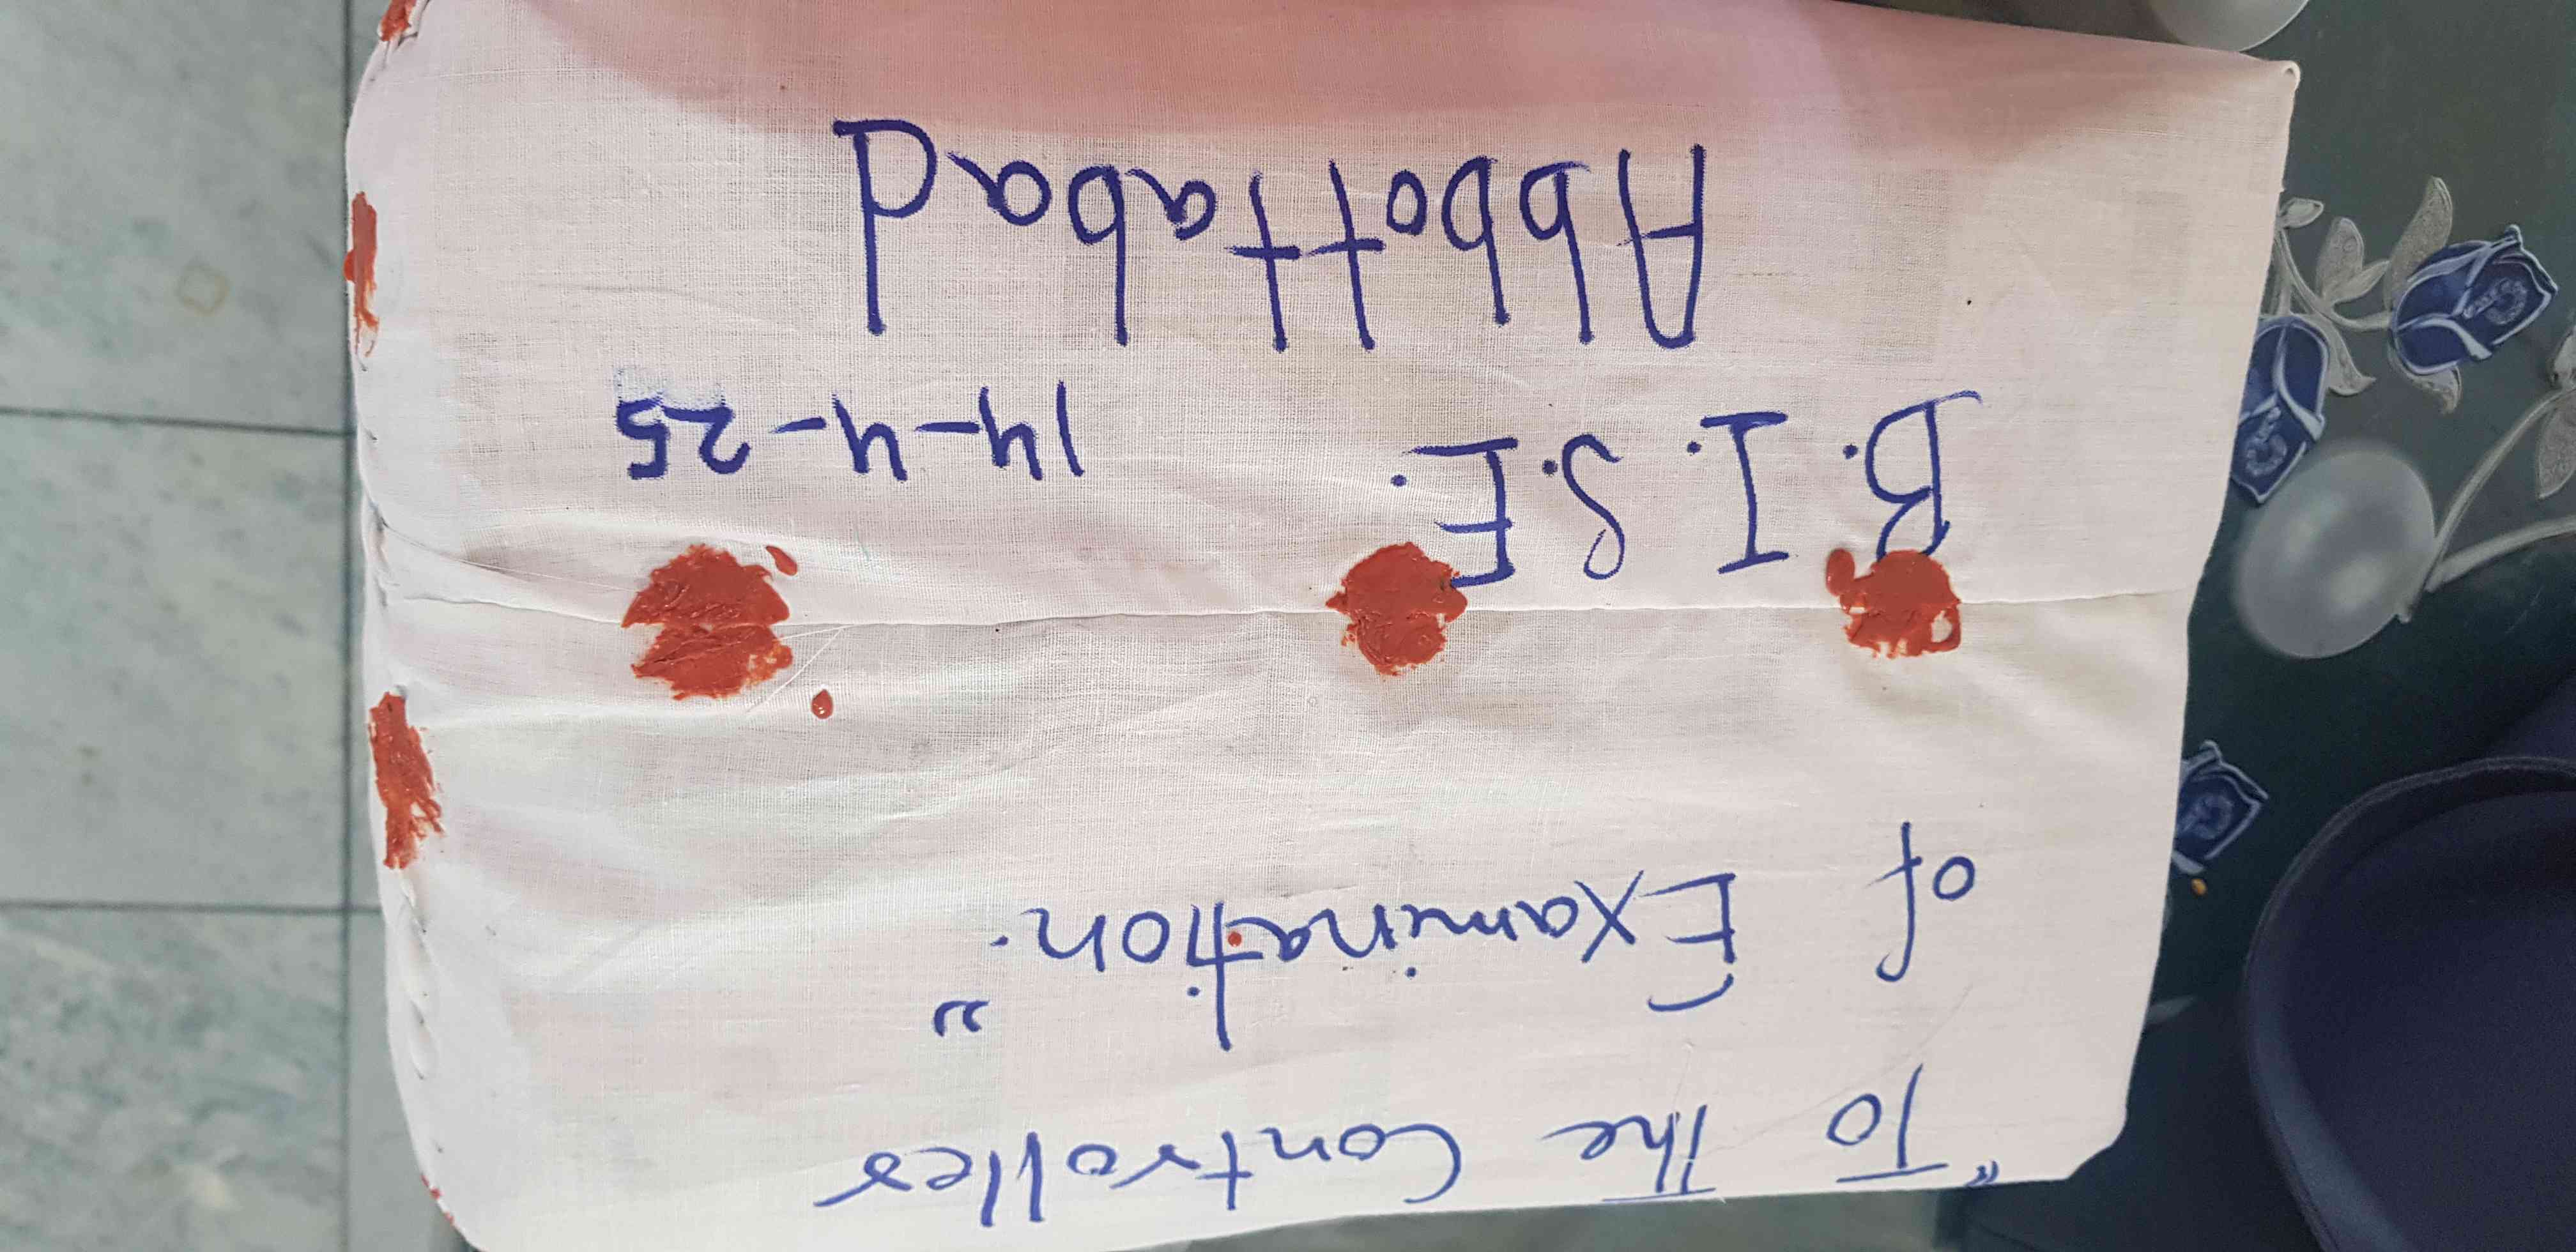 "To The Controller
of Examination."
B.I.S.E. 14-4-25
Abbottabad